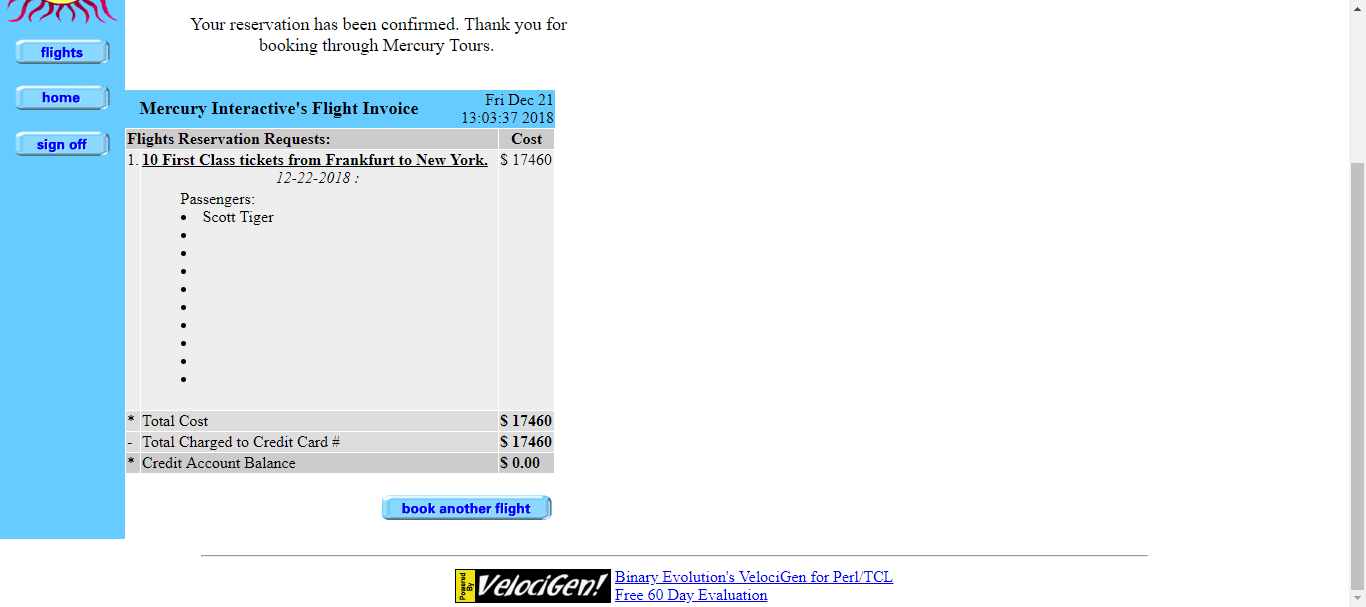 Your reservation has been confirmed. Thank you for
booking through Mercury Tours.
flights
home
sign off
Mercury Interactive's Flight Invoice
Fri Dec 21
13:03:37 2018
Flights Reservation Requests: Cost
1. 10 First Class tickets from Frankfurt to New York. $ 17460
12-22-2018 :
Passengers:
• Scott Tiger
•
•
•
•
•
•
•
•
•
* Total Cost $ 17460
- Total Charged to Credit Card # $ 17460
* Credit Account Balance $ 0.00
book another flight
Powered By VelociGen!
Binary Evolution's VelociGen for Perl/TCL
Free 60 Day Evaluation